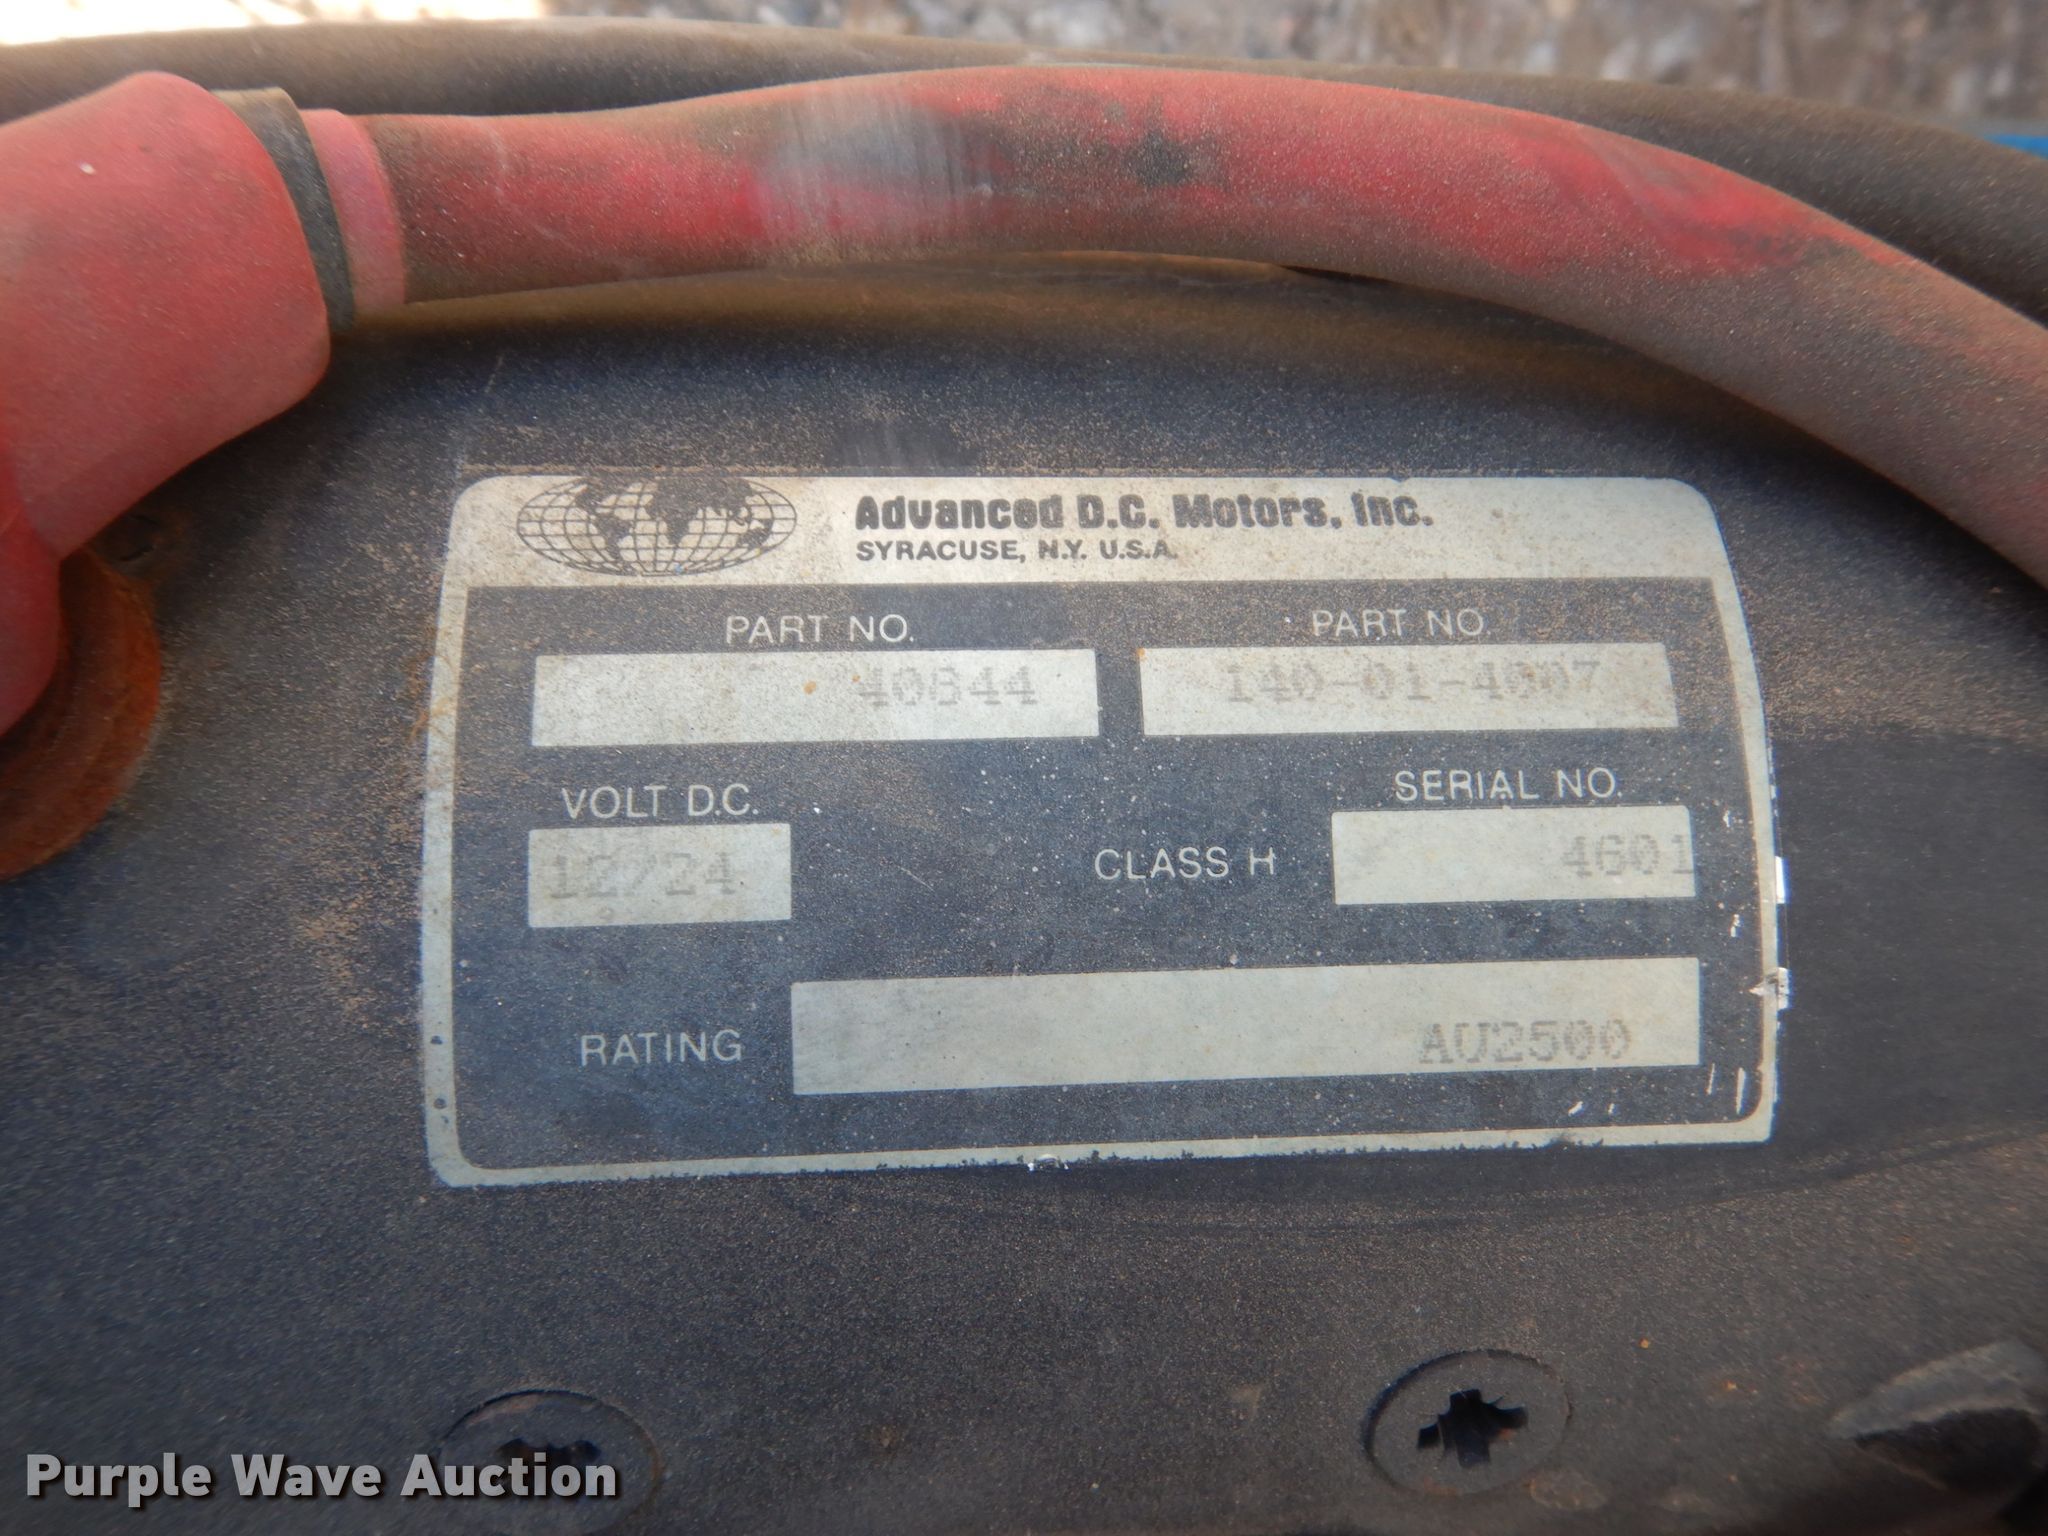 Advanced D.C. Motors, Inc.
SYRACUSE, N.Y. U.S.A.
PART NO. PART NO.
40844 140-01-4007
VOLT D.C. SERIAL NO.
12/24 CLASS H 4601
RATING AU2500
Purple Wave Auction